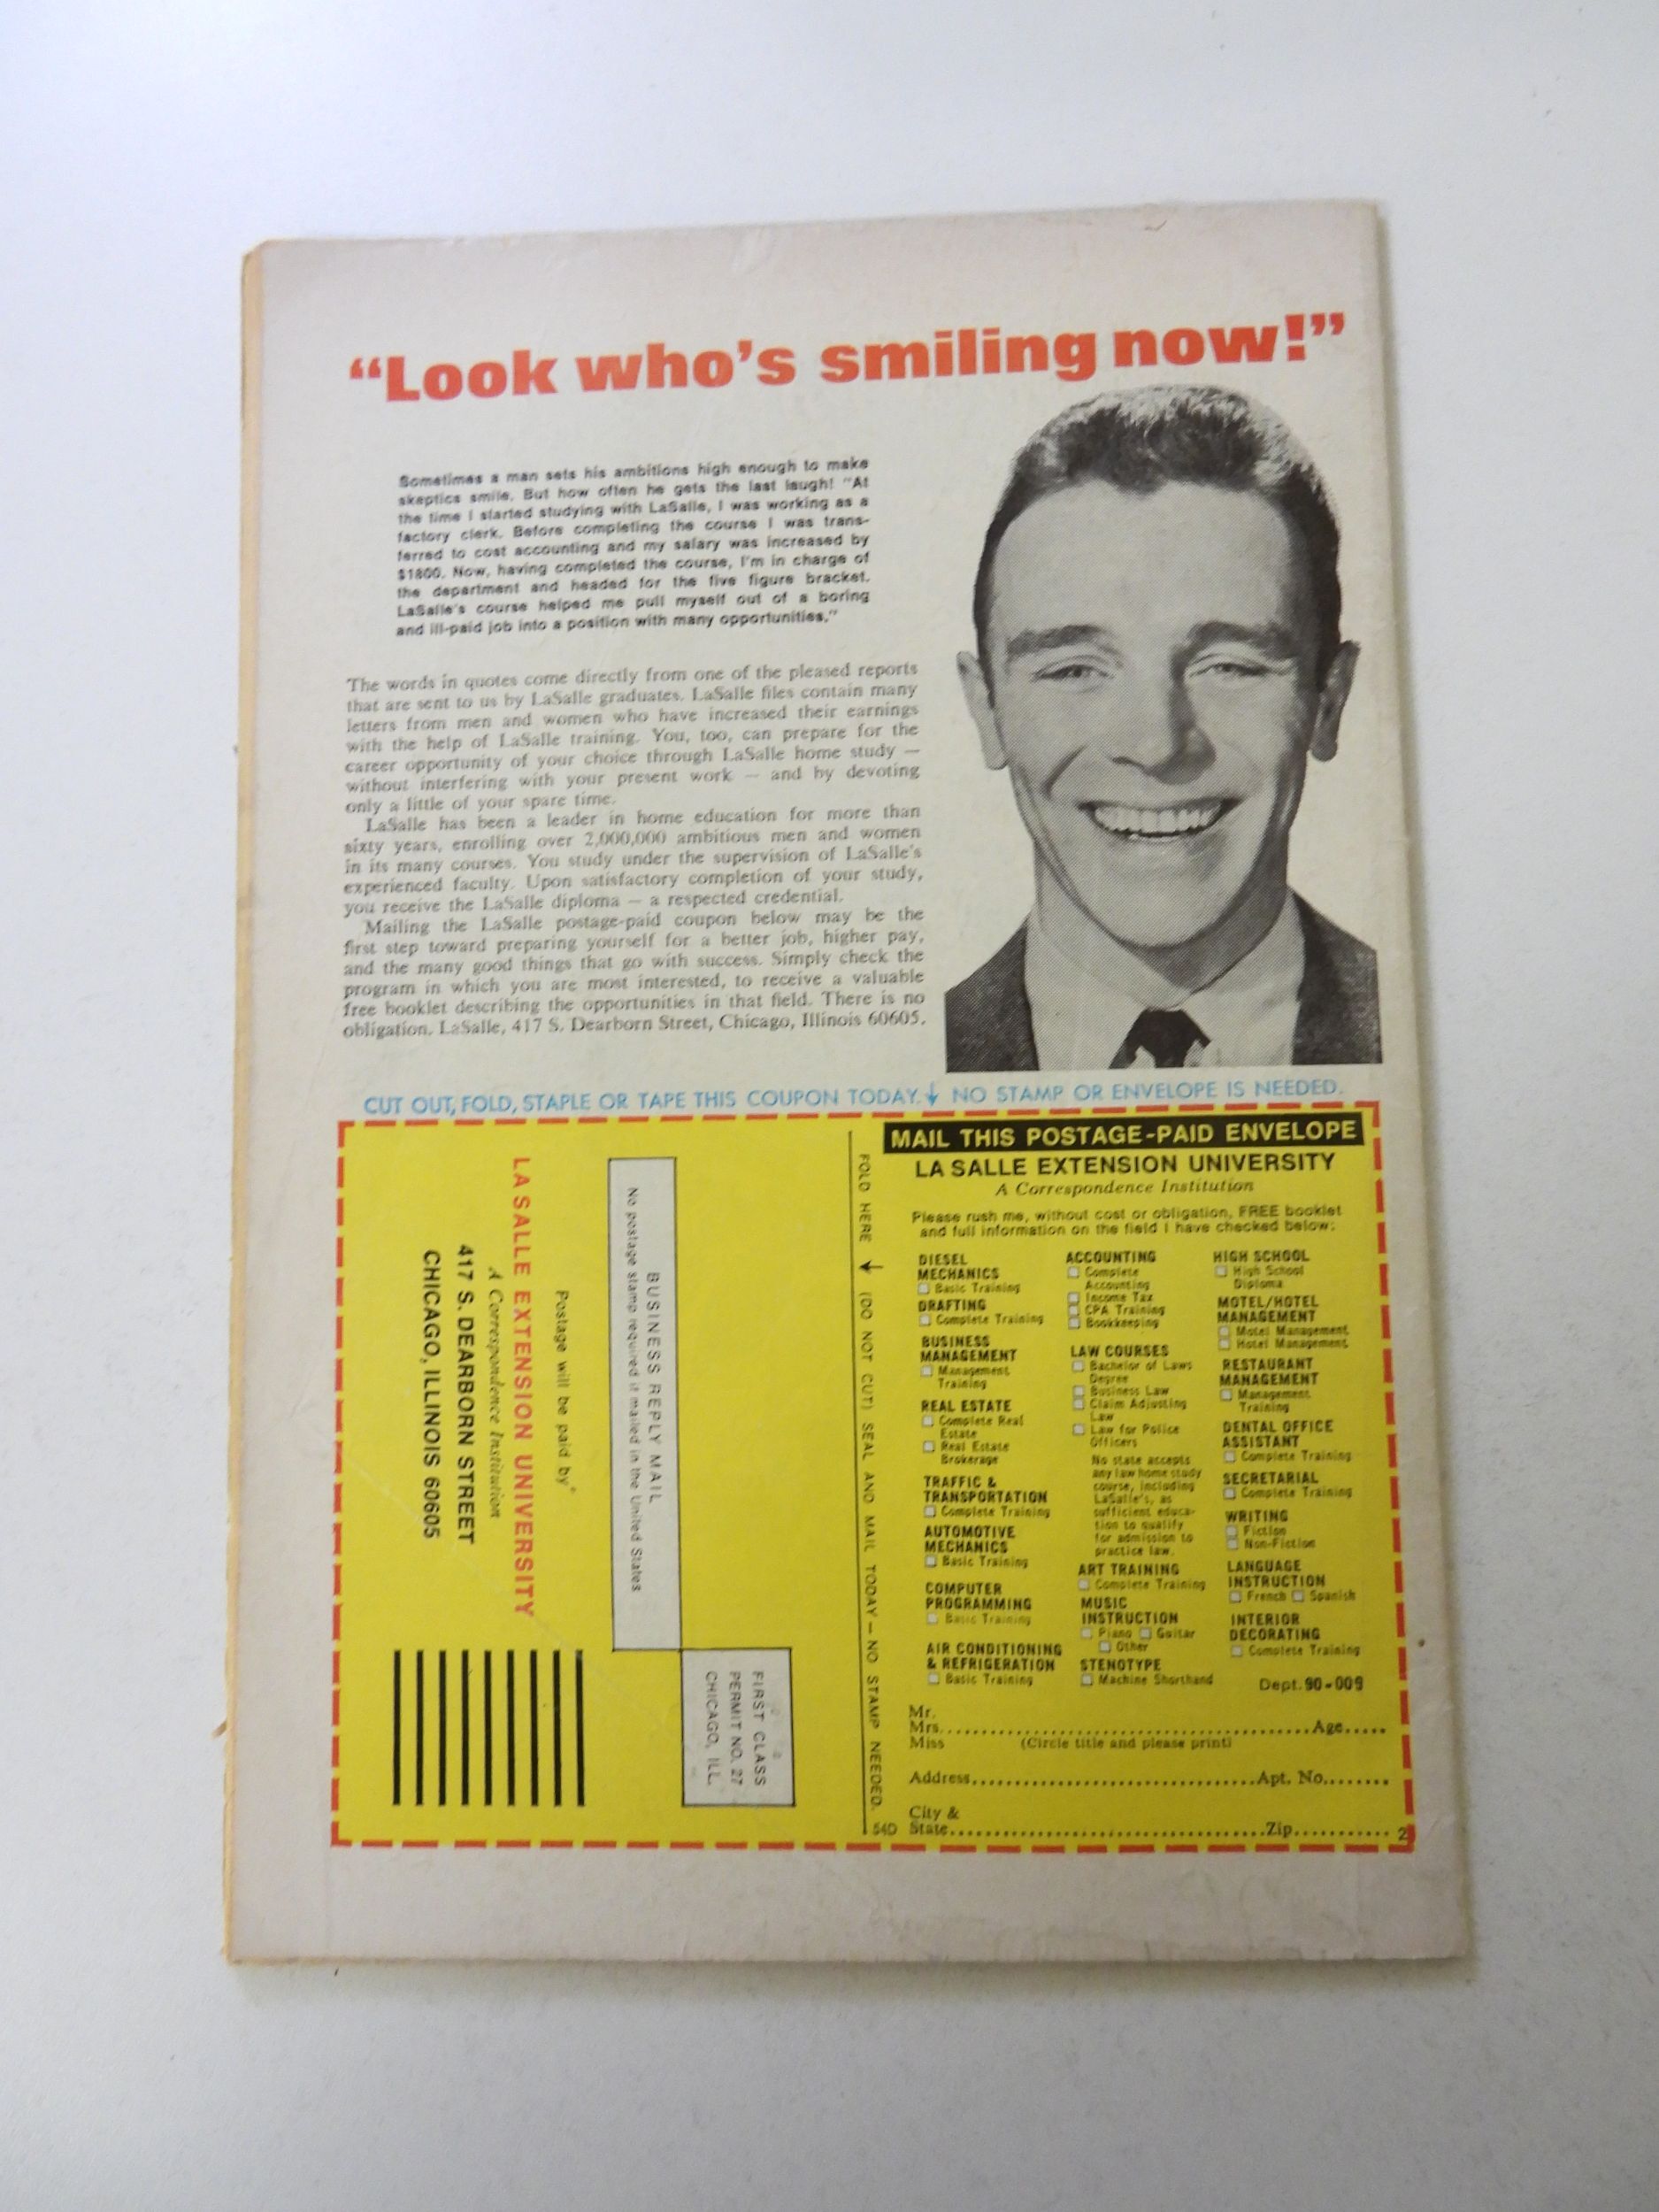 “Look who’s smiling now!”
Sometimes a man sets his ambitions high enough to make
skeptics smile. But how often he gets the last laugh! “At
the time I started studying with LaSalle, I was working as a
factory clerk. Before completing the course I was trans-
ferred to cost accounting and my salary was increased by
$1800. Now, having completed the course, I’m in charge of
the department and headed for the five figure bracket.
LaSalle’s course helped me pull myself out of a boring
and ill-paid job into a position with many opportunities.”
The words in quotes come directly from one of the pleased reports
that are sent to us by LaSalle graduates. LaSalle files contain many
letters from men and women who have increased their earnings
with the help of LaSalle training. You, too, can prepare for the
career opportunity of your choice through LaSalle home study —
without interfering with your present work — and by devoting
only a little of your spare time.
LaSalle has been a leader in home education for more than
sixty years, enrolling over 2,000,000 ambitious men and women
in its many courses. You study under the supervision of LaSalle’s
experienced faculty. Upon satisfactory completion of your study,
you receive the LaSalle diploma — a respected credential.
Mailing the LaSalle postage-paid coupon below may be the
first step toward preparing yourself for a better job, higher pay,
and the many good things that go with success. Simply check the
program in which you are most interested, to receive a valuable
free booklet describing the opportunities in that field. There is no
obligation. LaSalle, 417 S. Dearborn Street, Chicago, Illinois 60605.
CUT OUT, FOLD, STAPLE OR TAPE THIS COUPON TODAY. ↓ NO STAMP OR ENVELOPE IS NEEDED.
FIRST CLASS
PERMIT NO. 27
CHICAGO, ILL.
BUSINESS REPLY MAIL
No postage stamp required if mailed in the United States
Postage will be paid by
LA SALLE EXTENSION UNIVERSITY
A Correspondence Institution
417 S. DEARBORN STREET
CHICAGO, ILLINOIS 60605
FOLD HERE → (DO NOT CUT) SEAL AND MAIL TODAY — NO STAMP NEEDED.
MAIL THIS POSTAGE-PAID ENVELOPE
LA SALLE EXTENSION UNIVERSITY
A Correspondence Institution
Please rush me, without cost or obligation, FREE booklet
and full information on the field I have checked below:
DIESEL
MECHANICS
Basic Training
DRAFTING
Complete Training
BUSINESS
MANAGEMENT
Management
Training
REAL ESTATE
Complete Real
Estate
Real Estate
Brokerage
TRAFFIC &
TRANSPORTATION
Complete Training
AUTOMOTIVE
MECHANICS
Basic Training
COMPUTER
PROGRAMMING
Basic Training
AIR CONDITIONING
& REFRIGERATION
Basic Training
ACCOUNTING
Complete
Accounting
Income Tax
CPA Training
Bookkeeping
LAW COURSES
Bachelor of Laws
Degree
Business Law
Claim Adjusting
Law
Law for Police
Officers
No state accepts
any law home study
course, including
LaSalle’s, as
sufficient educa-
tion to qualify
for admission to
practice law.
ART TRAINING
Complete Training
MUSIC
INSTRUCTION
Piano Guitar
Other
STENOTYPE
Machine Shorthand
HIGH SCHOOL
High School
Diploma
MOTEL/HOTEL
MANAGEMENT
Motel Management
Hotel Management
RESTAURANT
MANAGEMENT
Management
Training
DENTAL OFFICE
ASSISTANT
Complete Training
SECRETARIAL
Complete Training
WRITING
Fiction
Non-Fiction
LANGUAGE
INSTRUCTION
French Spanish
INTERIOR
DECORATING
Complete Training
Dept. 90-009
Mr.
Mrs. Age
Miss (Circle title and please print)
Address Apt. No.
City &
54D State Zip 2